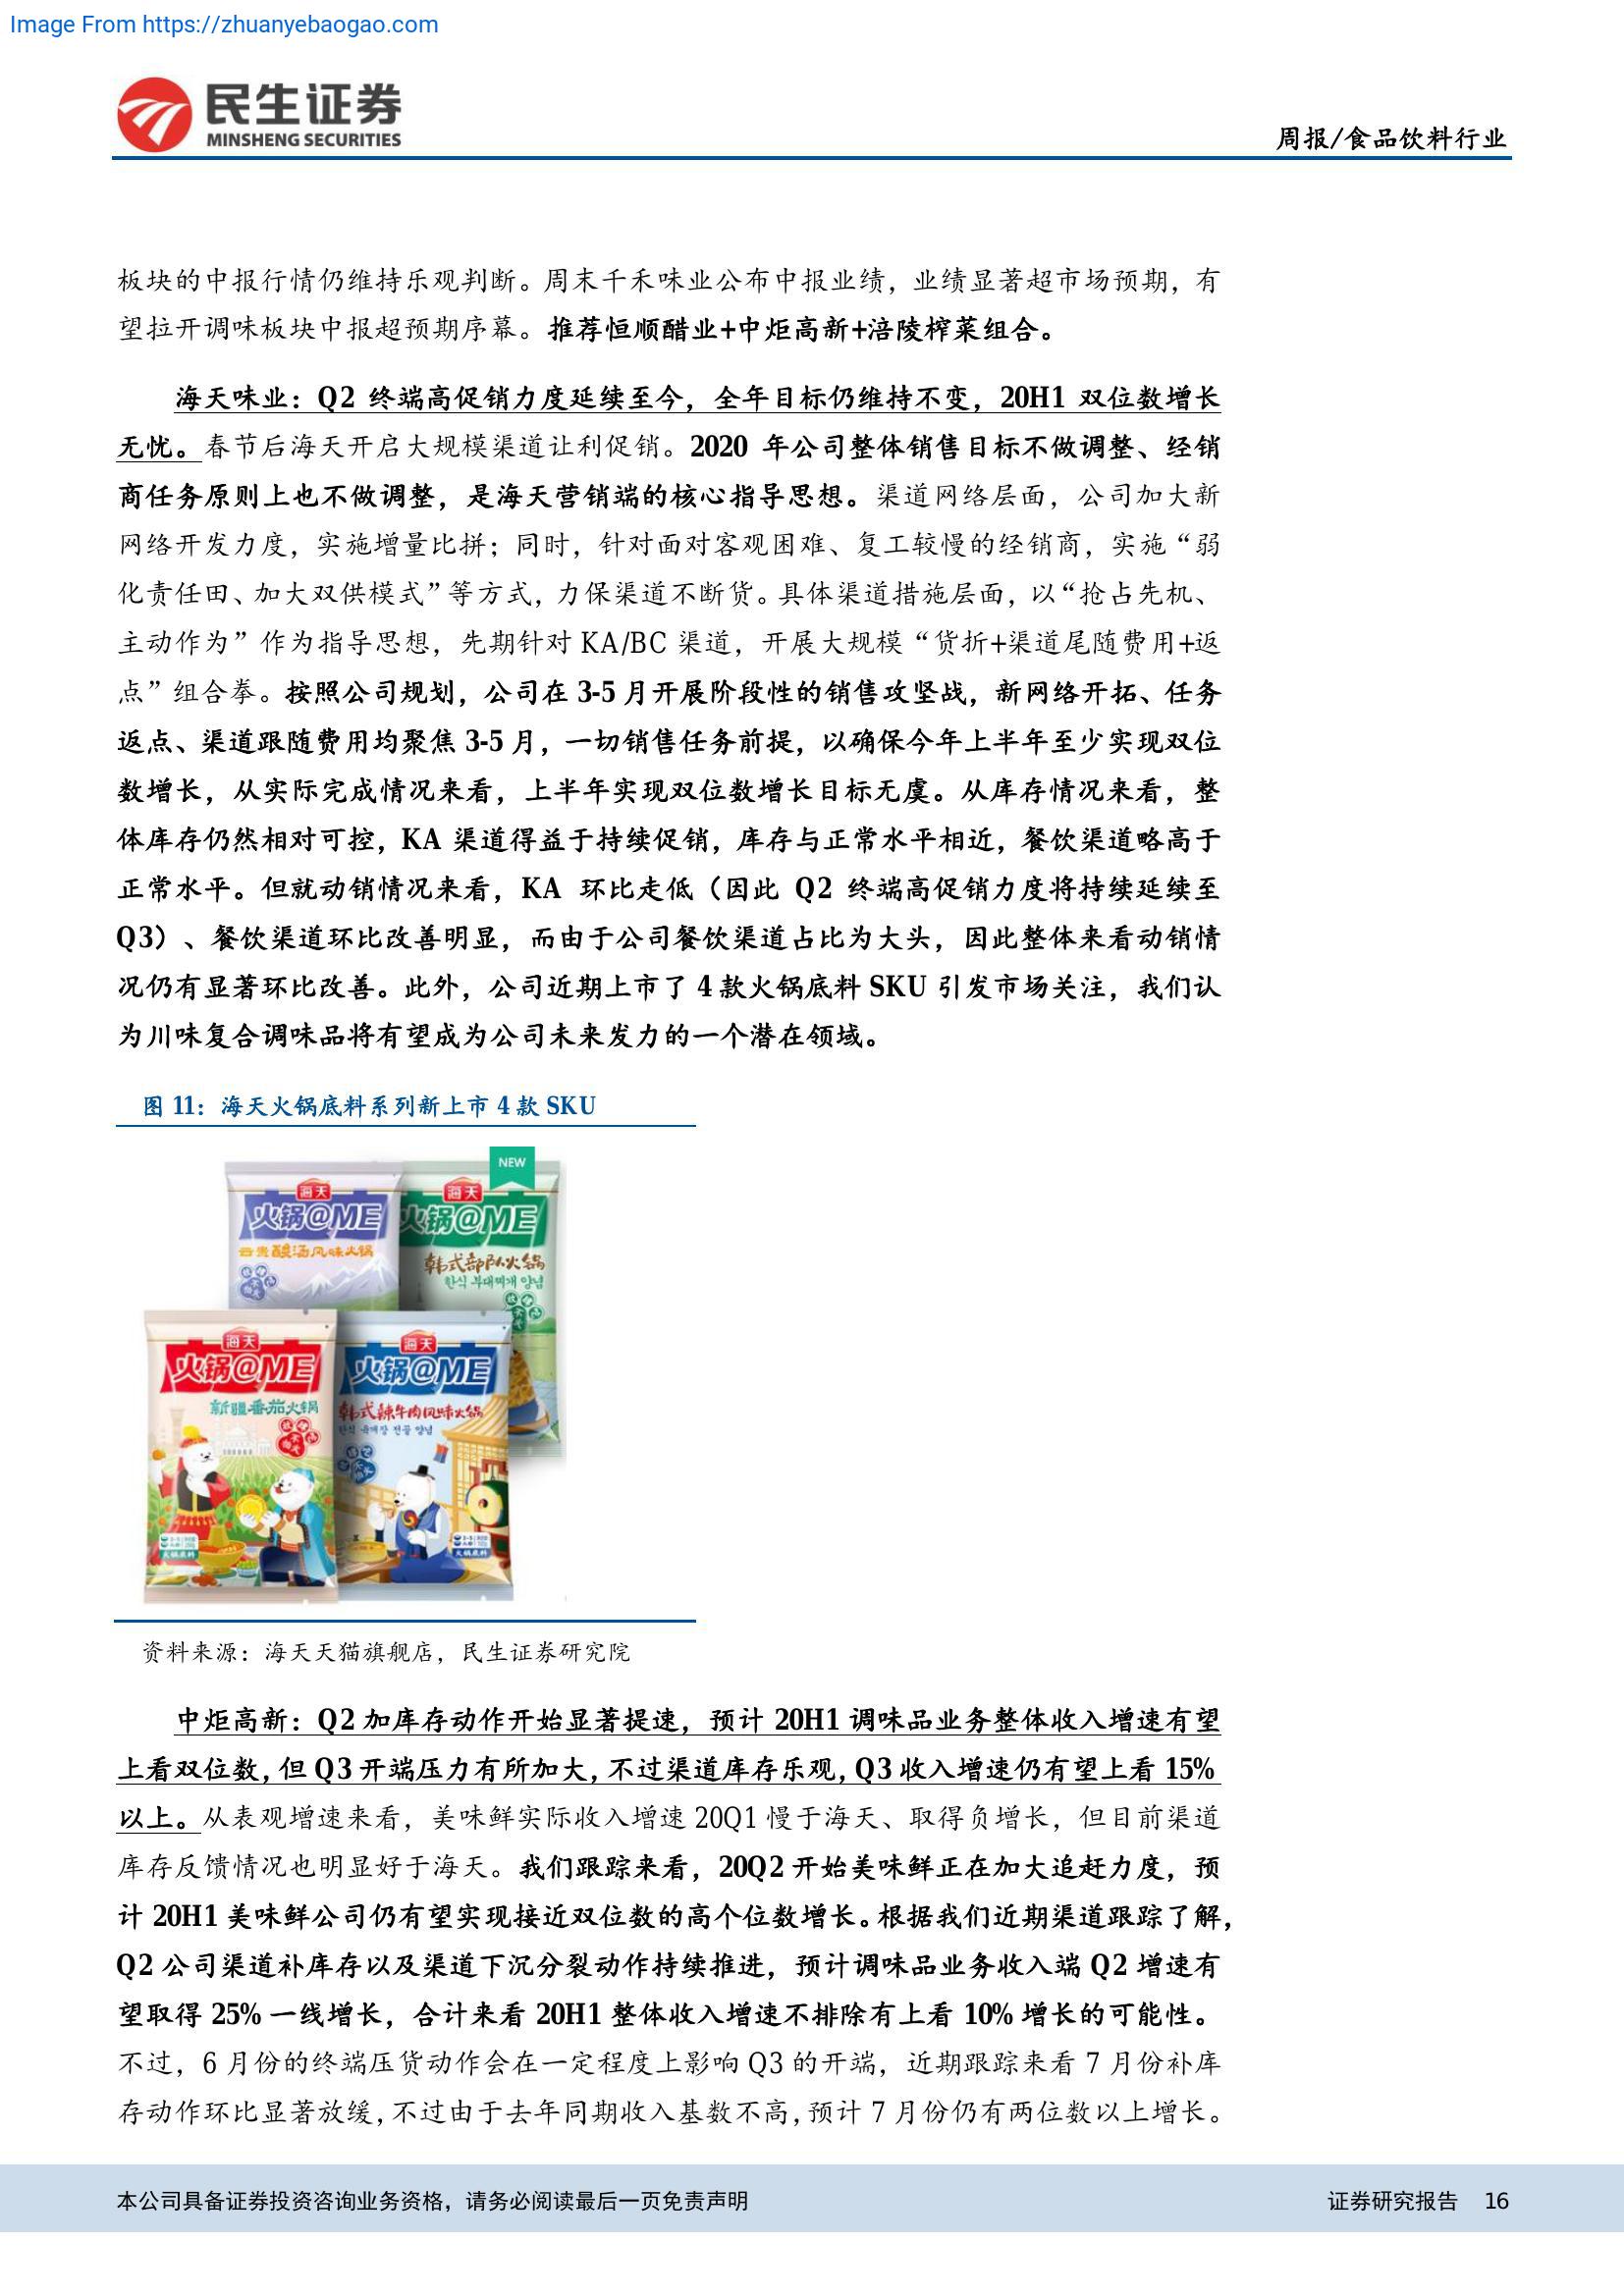 Image From https://zhuanyebaogao.com
民生证券
MINSHENG SECURITIES
周报/食品饮料行业
板块的中报行情仍维持乐观判断。周末千禾味业公布中报业绩，业绩显著超市场预期，有
望拉开调味板块中报超预期序幕。推荐恒顺醋业+中炬高新+涪陵榨菜组合。
海天味业：Q2 终端高促销力度延续至今，全年目标仍维持不变，20H1 双位数增长
无忧。春节后海天开启大规模渠道让利促销。2020 年公司整体销售目标不做调整、经销
商任务原则上也不做调整，是海天营销端的核心指导思想。渠道网络层面，公司加大新
网络开发力度，实施增量比拼；同时，针对面对客观困难、复工较慢的经销商，实施“弱
化责任田、加大双供模式”等方式，力保渠道不断货。具体渠道措施层面，以“抢占先机、
主动作为”作为指导思想，先期针对 KA/BC 渠道，开展大规模“货折+渠道尾随费用+返
点”组合拳。按照公司规划，公司在 3-5 月开展阶段性的销售攻坚战，新网络开拓、任务
返点、渠道跟随费用均聚焦 3-5 月，一切销售任务前提，以确保今年上半年至少实现双位
数增长，从实际完成情况来看，上半年实现双位数增长目标无虞。从库存情况来看，整
体库存仍然相对可控，KA 渠道得益于持续促销，库存与正常水平相近，餐饮渠道略高于
正常水平。但就动销情况来看，KA 环比走低（因此 Q2 终端高促销力度将持续延续至
Q3）、餐饮渠道环比改善明显，而由于公司餐饮渠道占比为大头，因此整体来看动销情
况仍有显著环比改善。此外，公司近期上市了 4 款火锅底料 SKU 引发市场关注，我们认
为川味复合调味品将有望成为公司未来发力的一个潜在领域。
图 11：海天火锅底料系列新上市 4 款 SKU
NEW
海天
火锅@ME
云贵酸汤风味火锅
海天
火锅@ME
韩式部队火锅
한식 부대찌개 양념
海天
火锅@ME
新疆番茄火锅
火锅底料
海天
火锅@ME
韩式辣牛肉风味火锅
한식 육개장 전골 양념
火锅底料
资料来源：海天天猫旗舰店，民生证券研究院
中炬高新：Q2 加库存动作开始显著提速，预计 20H1 调味品业务整体收入增速有望
上看双位数，但 Q3 开端压力有所加大，不过渠道库存乐观，Q3 收入增速仍有望上看 15%
以上。从表观增速来看，美味鲜实际收入增速 20Q1 慢于海天、取得负增长，但目前渠道
库存反馈情况也明显好于海天。我们跟踪来看，20Q2 开始美味鲜正在加大追赶力度，预
计 20H1 美味鲜公司仍有望实现接近双位数的高个位数增长。根据我们近期渠道跟踪了解，
Q2 公司渠道补库存以及渠道下沉分裂动作持续推进，预计调味品业务收入端 Q2 增速有
望取得 25% 一线增长，合计来看 20H1 整体收入增速不排除有上看 10% 增长的可能性。
不过，6 月份的终端压货动作会在一定程度上影响 Q3 的开端，近期跟踪来看 7 月份补库
存动作环比显著放缓，不过由于去年同期收入基数不高，预计 7 月份仍有两位数以上增长。
本公司具备证券投资咨询业务资格，请务必阅读最后一页免责声明
证券研究报告 16